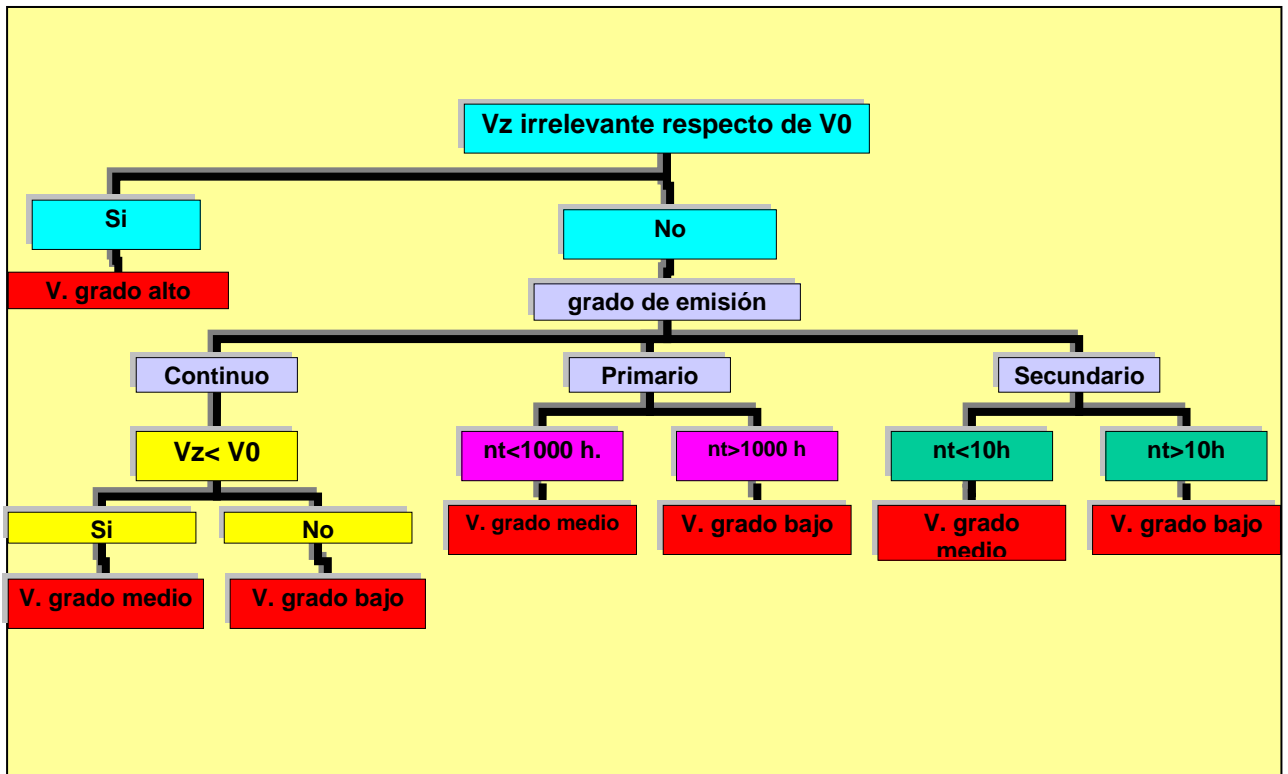 Vz irrelevante respecto de V0
Si
No
V. grado alto
grado de emisión
Continuo
Primario
Secundario
Vz< V0
nt<1000 h.
nt>1000 h
nt<10h
nt>10h
Si
No
V. grado medio
V. grado bajo
V. grado
medio
V. grado bajo
V. grado medio
V. grado bajo